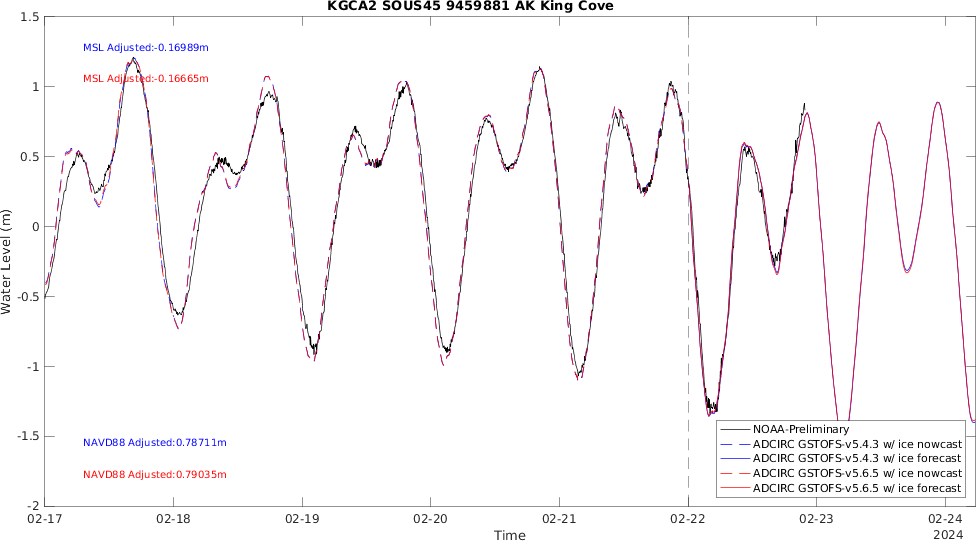 KGCA2 SOUS45 9459881 AK King Cove
1.5
1
0.5
0
-0.5
-1
-1.5
-2
Water Level (m)
MSL Adjusted:-0.16989m
MSL Adjusted:-0.16665m
NAVD88 Adjusted:0.78711m
NAVD88 Adjusted:0.79035m
NOAA-Preliminary
ADCIRC GSTOFS-v5.4.3 w/ ice nowcast
ADCIRC GSTOFS-v5.4.3 w/ ice forecast
ADCIRC GSTOFS-v5.6.5 w/ ice nowcast
ADCIRC GSTOFS-v5.6.5 w/ ice forecast
02-17 02-18 02-19 02-20 02-21 02-22 02-23 02-24
Time 2024